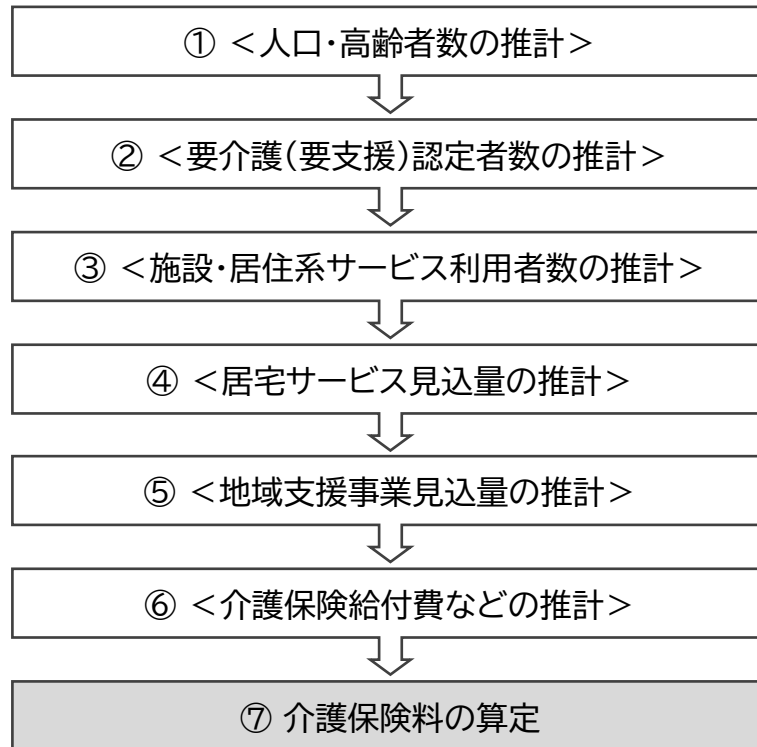 ① ＜人口・高齢者数の推計＞
② ＜要介護(要支援)認定者数の推計＞
③ ＜施設・居住系サービス利用者数の推計＞
④ ＜居宅サービス見込量の推計＞
⑤ ＜地域支援事業見込量の推計＞
⑥ ＜介護保険給付費などの推計＞
⑦ 介護保険料の算定